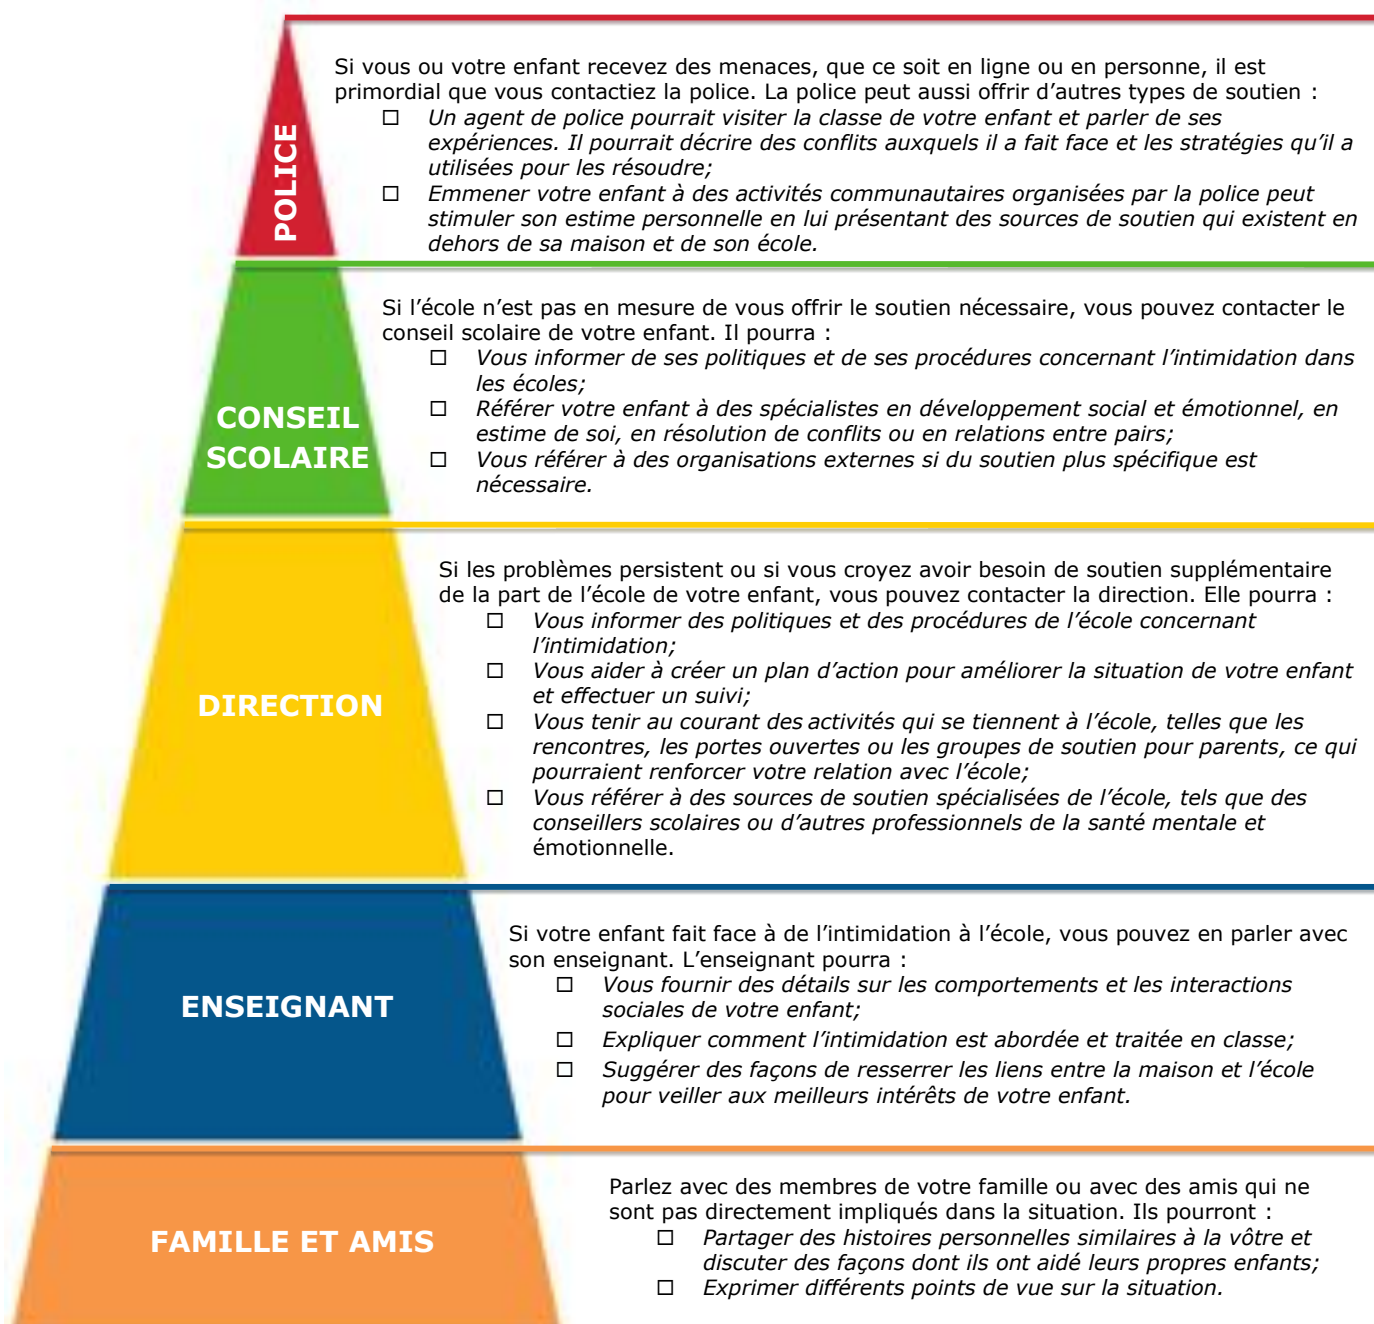 POLICE
Si vous ou votre enfant recevez des menaces, que ce soit en ligne ou en personne, il est
primordial que vous contactiez la police. La police peut aussi offrir d’autres types de soutien :
☐ Un agent de police pourrait visiter la classe de votre enfant et parler de ses
expériences. Il pourrait décrire des conflits auxquels il a fait face et les stratégies qu’il a
utilisées pour les résoudre;
☐ Emmener votre enfant à des activités communautaires organisées par la police peut
stimuler son estime personnelle en lui présentant des sources de soutien qui existent en
dehors de sa maison et de son école.
CONSEIL
SCOLAIRE
Si l’école n’est pas en mesure de vous offrir le soutien nécessaire, vous pouvez contacter le
conseil scolaire de votre enfant. Il pourra :
☐ Vous informer de ses politiques et de ses procédures concernant l’intimidation dans
les écoles;
☐ Référer votre enfant à des spécialistes en développement social et émotionnel, en
estime de soi, en résolution de conflits ou en relations entre pairs;
☐ Vous référer à des organisations externes si du soutien plus spécifique est
nécessaire.
DIRECTION
Si les problèmes persistent ou si vous croyez avoir besoin de soutien supplémentaire
de la part de l’école de votre enfant, vous pouvez contacter la direction. Elle pourra :
☐ Vous informer des politiques et des procédures de l’école concernant
l’intimidation;
☐ Vous aider à créer un plan d’action pour améliorer la situation de votre enfant
et effectuer un suivi;
☐ Vous tenir au courant des activités qui se tiennent à l’école, telles que les
rencontres, les portes ouvertes ou les groupes de soutien pour parents, ce qui
pourraient renforcer votre relation avec l’école;
☐ Vous référer à des sources de soutien spécialisées de l’école, tels que des
conseillers scolaires ou d’autres professionnels de la santé mentale et
émotionnelle.
ENSEIGNANT
Si votre enfant fait face à de l’intimidation à l’école, vous pouvez en parler avec
son enseignant. L’enseignant pourra :
☐ Vous fournir des détails sur les comportements et les interactions
sociales de votre enfant;
☐ Expliquer comment l’intimidation est abordée et traitée en classe;
☐ Suggérer des façons de resserrer les liens entre la maison et l’école
pour veiller aux meilleurs intérêts de votre enfant.
FAMILLE ET AMIS
Parlez avec des membres de votre famille ou avec des amis qui ne
sont pas directement impliqués dans la situation. Ils pourront :
☐ Partager des histoires personnelles similaires à la vôtre et
discuter des façons dont ils ont aidé leurs propres enfants;
☐ Exprimer différents points de vue sur la situation.